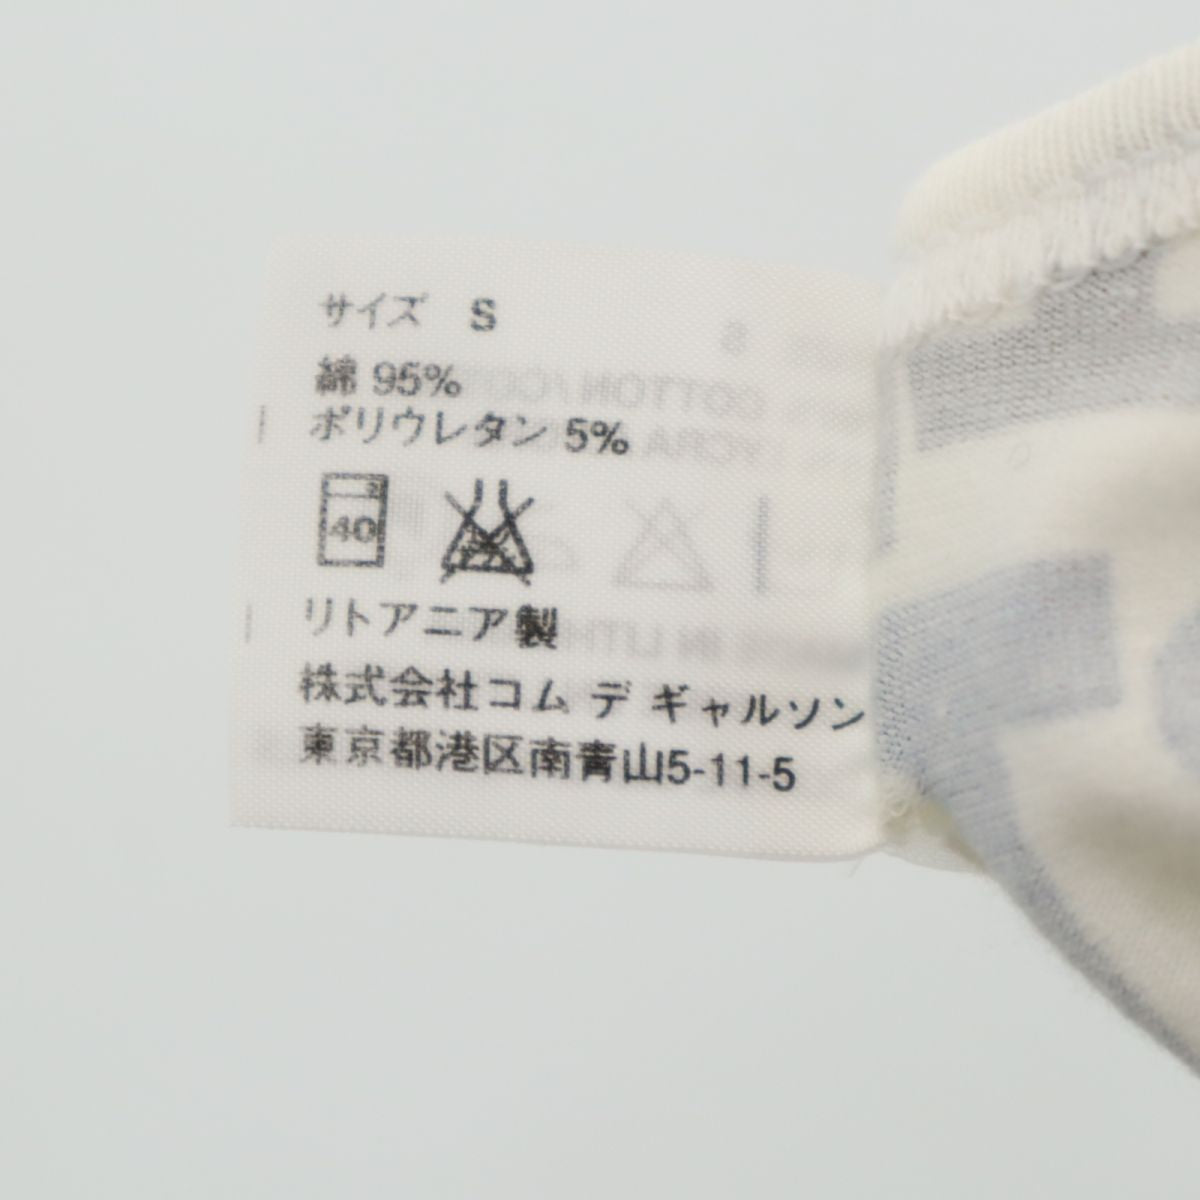 サイズ S
綿 95%
ポリウレタン 5%
40
リトアニア製
株式会社コム デ ギャルソン
東京都港区南青山5-11-5